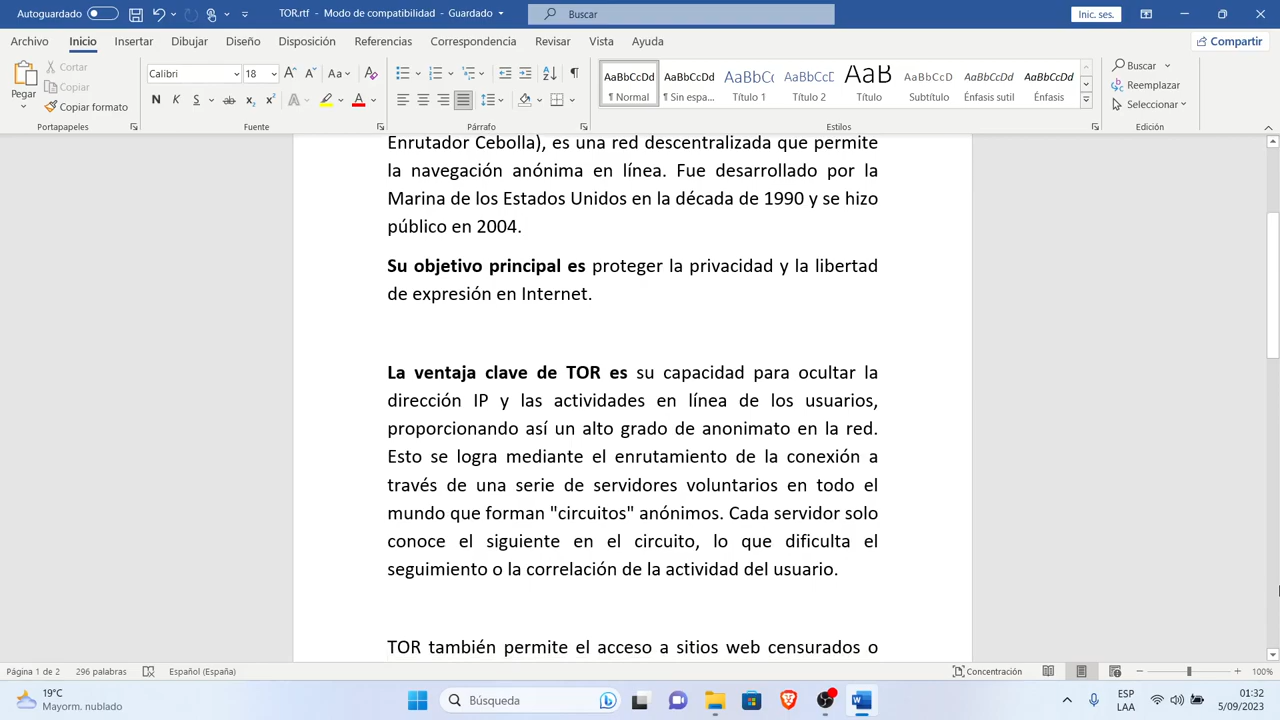 Autoguardado
TOR.rtf - Modo de compatibilidad • Guardado
Buscar
Inic. ses.
Archivo Inicio Insertar Dibujar Diseño Disposición Referencias Correspondencia Revisar Vista Ayuda
Compartir
Pegar
Cortar
Copiar
Copiar formato
Portapapeles
Calibri 18
Aa
N K S ab x₂ x²
Fuente
Párrafo
AaBbCcDd AaBbCcDd AaBbCc AaBbCcD AaB AaBbCcD AaBbCcDd AaBbCcDd
¶ Normal ¶ Sin espa... Título 1 Título 2 Título Subtítulo Énfasis sutil Énfasis
Estilos
Buscar
Reemplazar
Seleccionar
Edición
Enrutador Cebolla), es una red descentralizada que permite
la navegación anónima en línea. Fue desarrollado por la
Marina de los Estados Unidos en la década de 1990 y se hizo
público en 2004.
Su objetivo principal es proteger la privacidad y la libertad
de expresión en Internet.
La ventaja clave de TOR es su capacidad para ocultar la
dirección IP y las actividades en línea de los usuarios,
proporcionando así un alto grado de anonimato en la red.
Esto se logra mediante el enrutamiento de la conexión a
través de una serie de servidores voluntarios en todo el
mundo que forman "circuitos" anónimos. Cada servidor solo
conoce el siguiente en el circuito, lo que dificulta el
seguimiento o la correlación de la actividad del usuario.
TOR también permite el acceso a sitios web censurados o
Página 1 de 2 296 palabras Español (España)
Concentración
100%
19°C
Mayorm. nublado
Búsqueda
ESP
LAA
01:32
5/09/2023